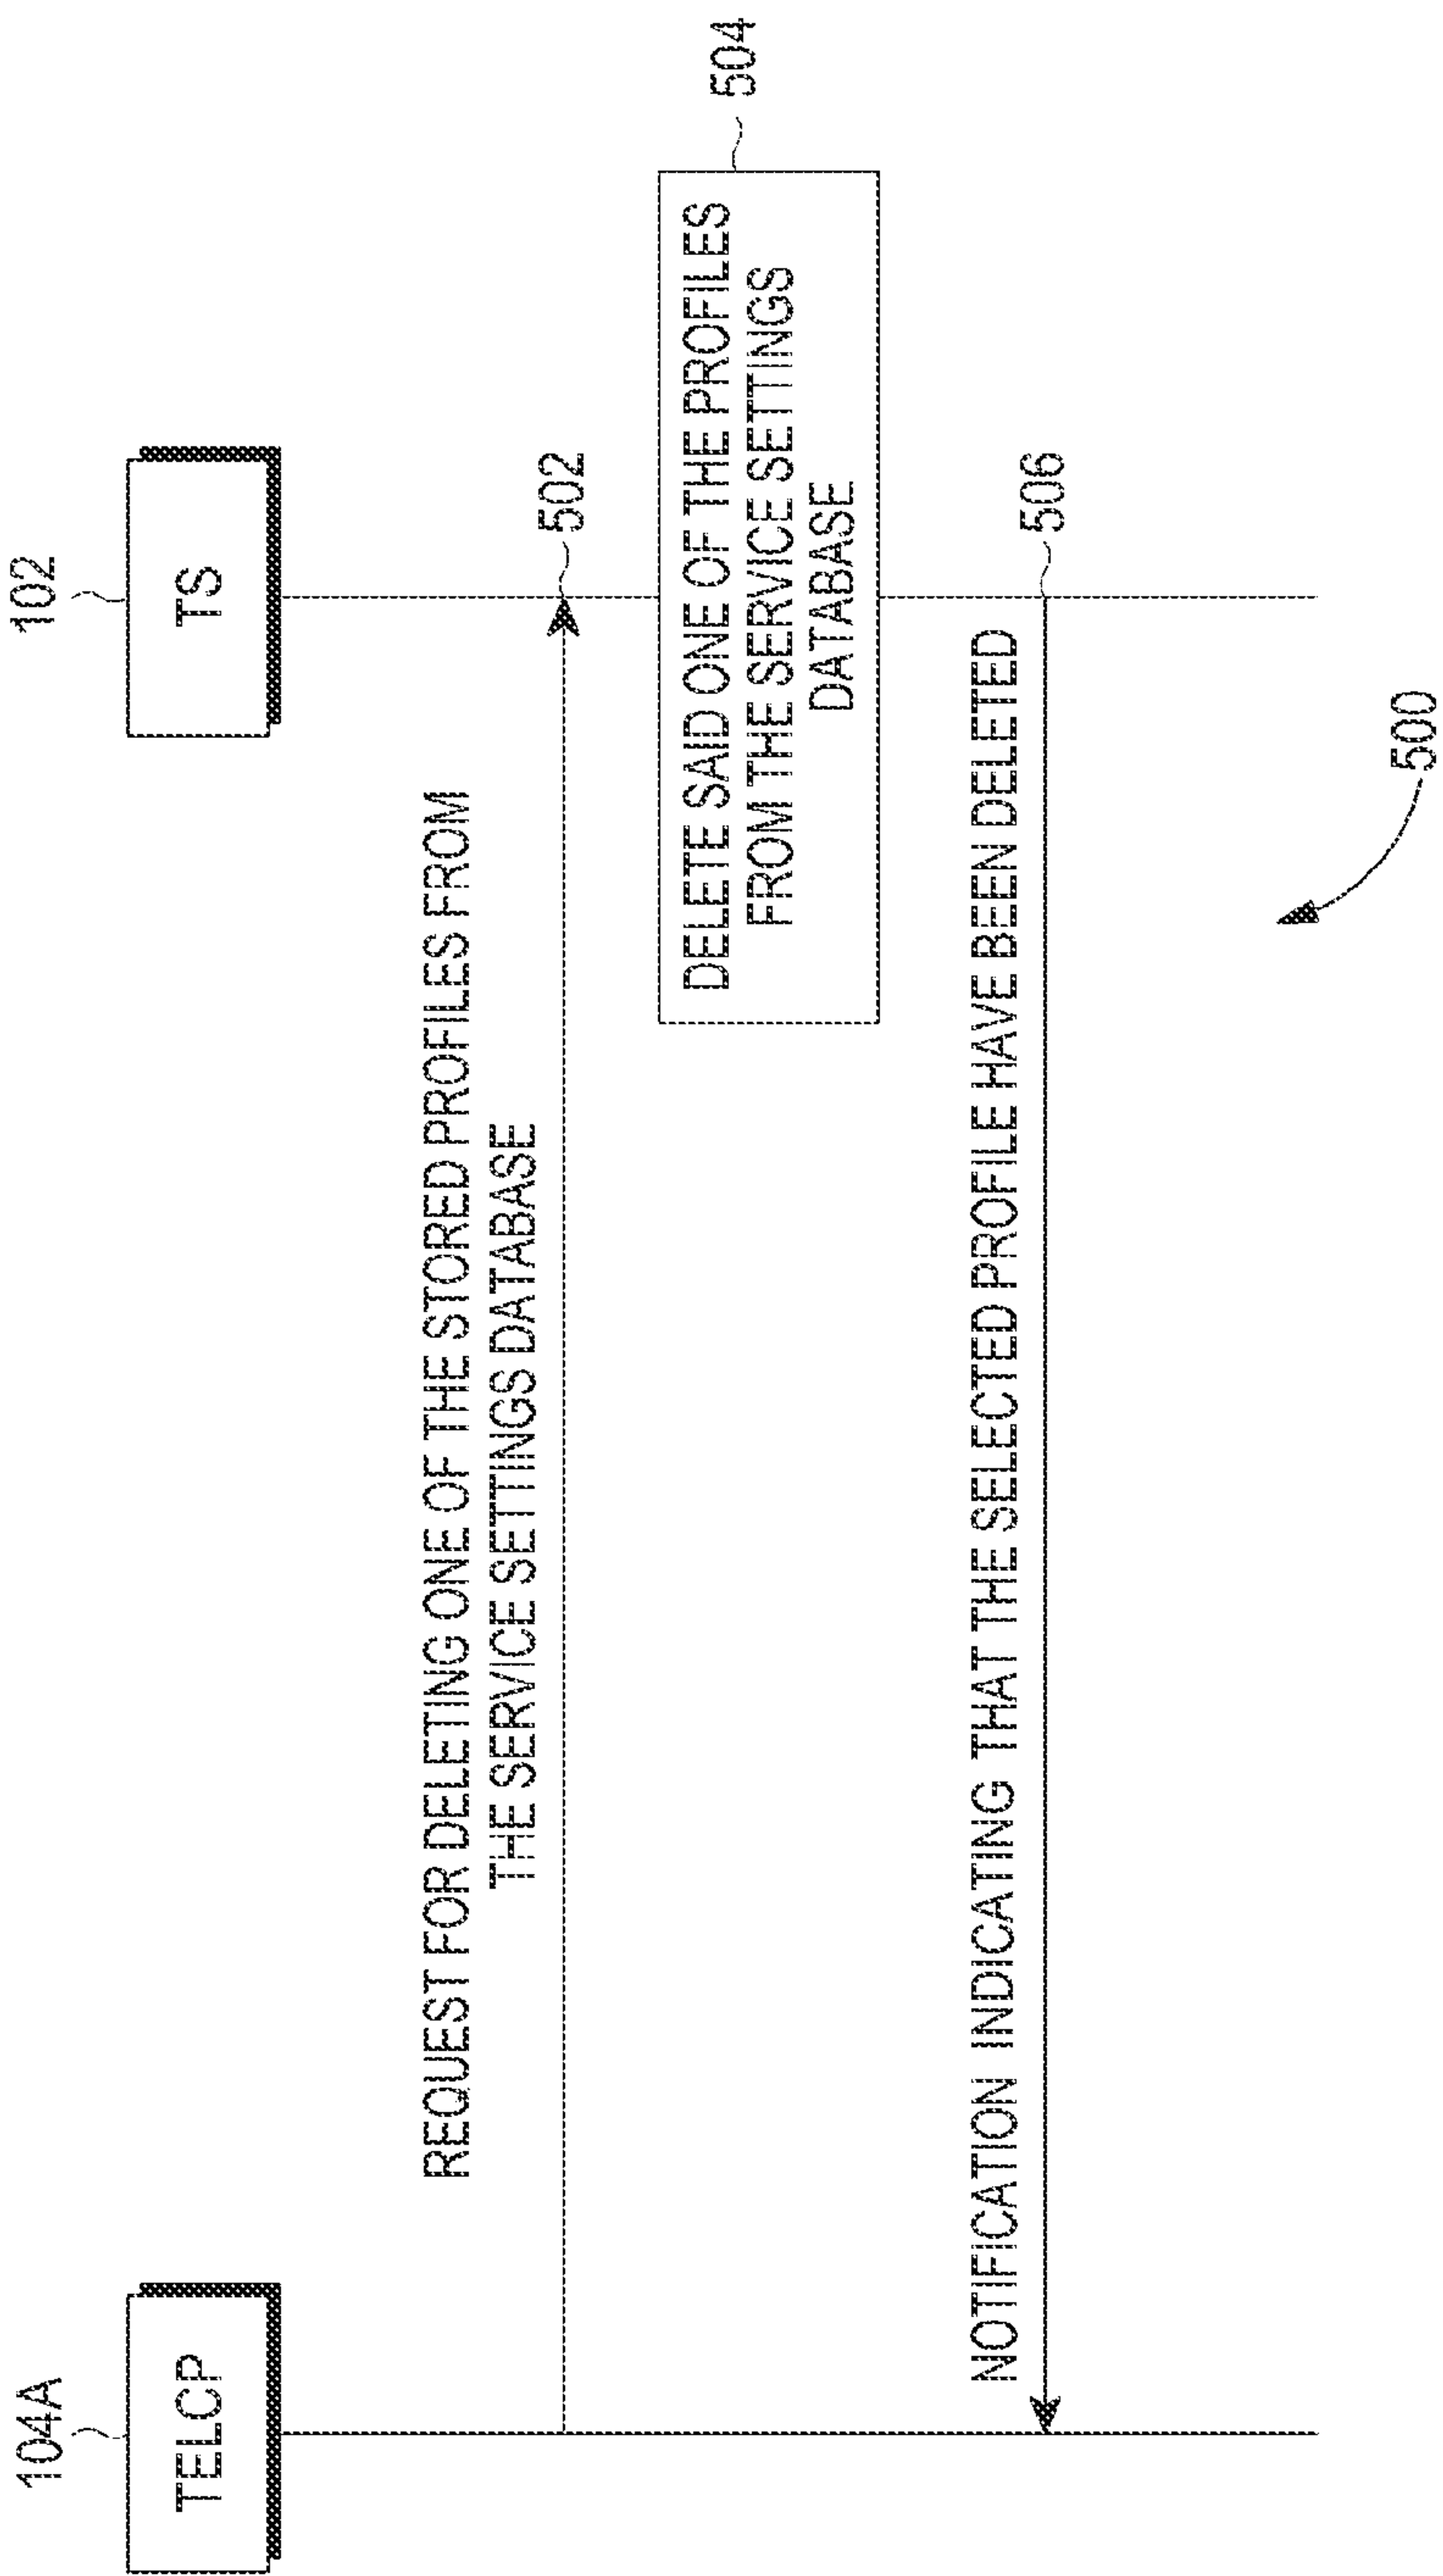 104A
102
TELCP
TS
REQUEST FOR DELETING ONE OF THE STORED PROFILES FROM
THE SERVICE SETTINGS DATABASE
502
DELETE SAID ONE OF THE PROFILES
FROM THE SERVICE SETTINGS
DATABASE
504
NOTIFICATION INDICATING THAT THE SELECTED PROFILE HAVE BEEN DELETED
506
500